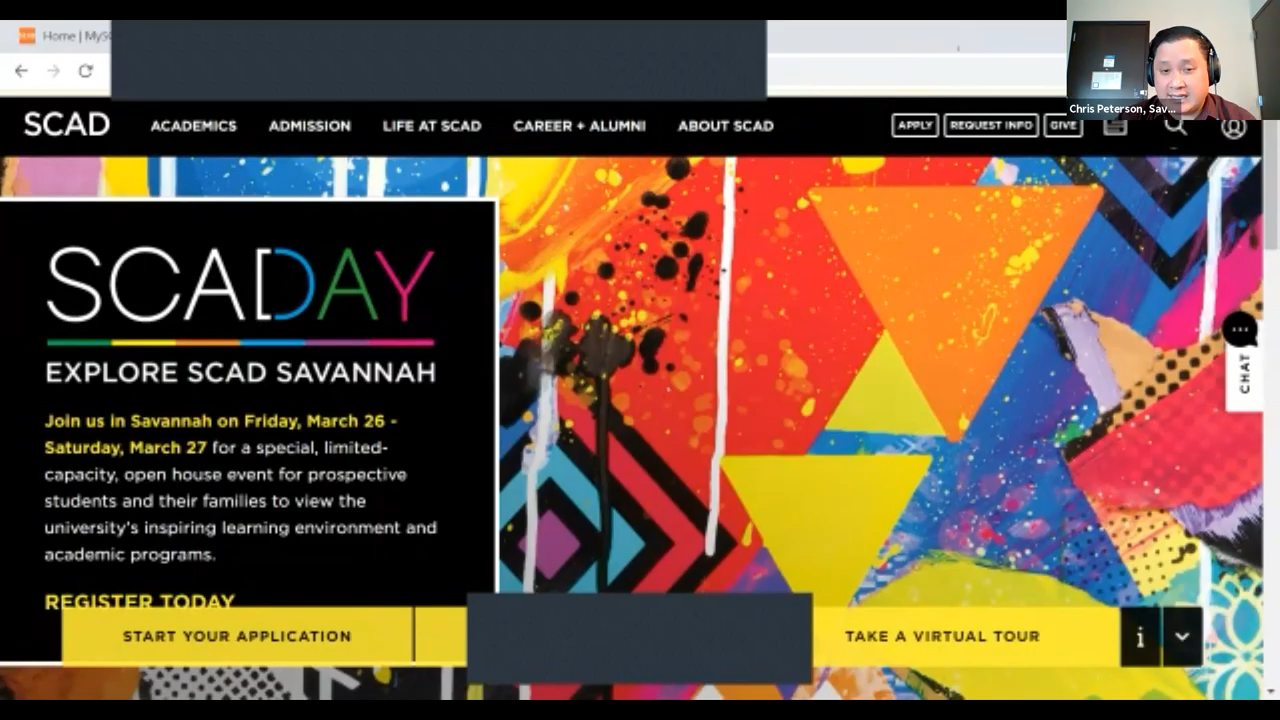 Home | MyS
Chris Peterson, Sav...
SCAD
ACADEMICS
ADMISSION
LIFE AT SCAD
CAREER + ALUMNI
ABOUT SCAD
APPLY
REQUEST INFO
GIVE
SCADDAY
EXPLORE SCAD SAVANNAH
Join us in Savannah on Friday, March 26 -
Saturday, March 27 for a special, limited-
capacity, open house event for prospective
students and their families to view the
university's inspiring learning environment and
academic programs.
REGISTER TODAY
CHAT
START YOUR APPLICATION
TAKE A VIRTUAL TOUR
i